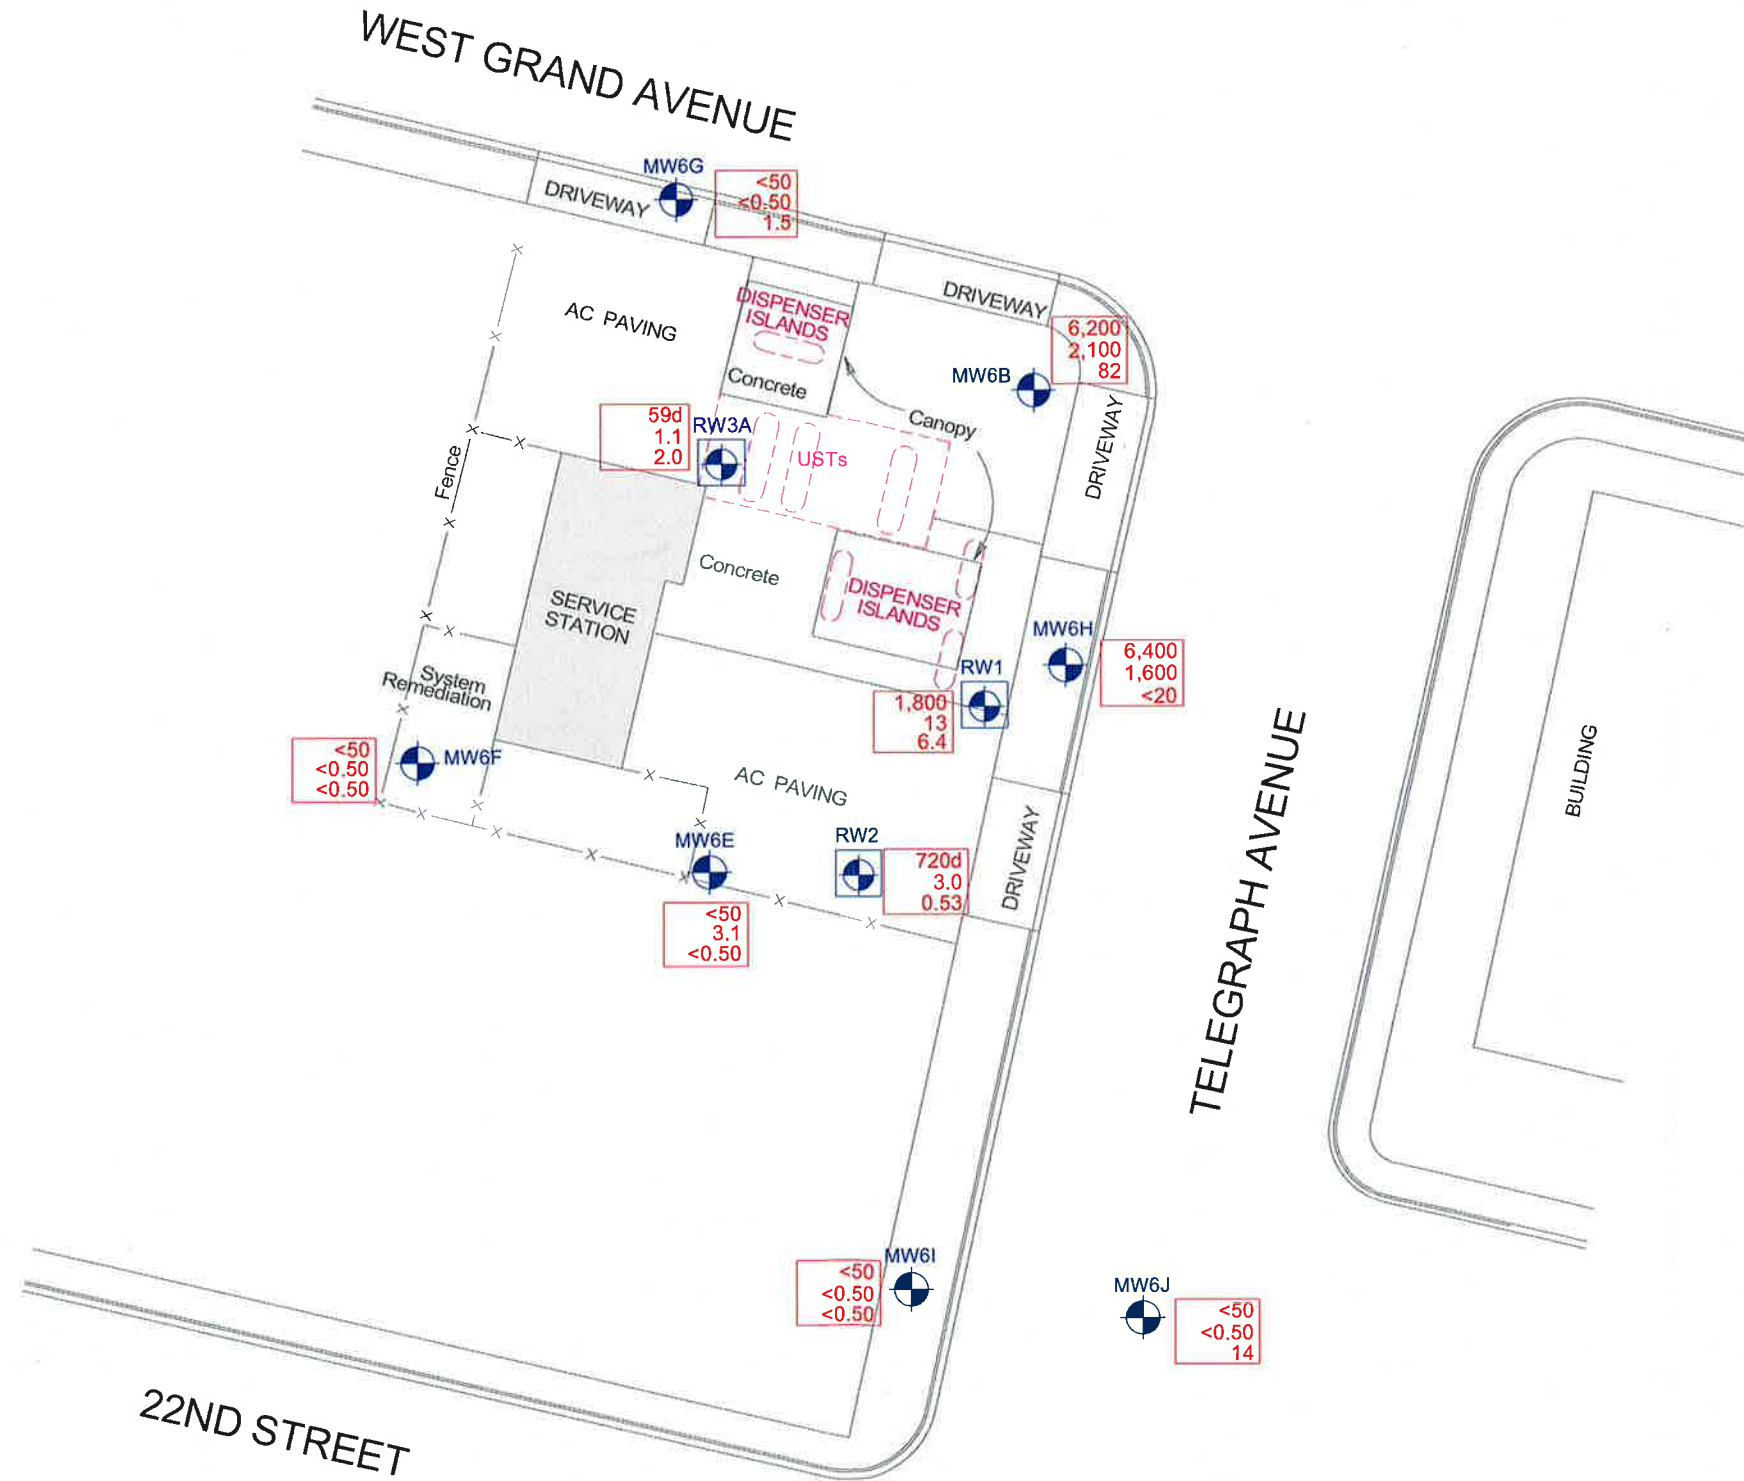 WEST GRAND AVENUE
MW6G
<50
<0.50
1.5
DRIVEWAY
DRIVEWAY
DISPENSER
ISLANDS
AC PAVING
Concrete
6,200
2,100
82
MW6B
Canopy
DRIVEWAY
59d
1.1
2.0
RW3A
USTs
Fence
Concrete
DISPENSER
ISLANDS
SERVICE
STATION
MW6H
6,400
1,600
<20
RW1
1,800
13
6.4
System
Remediation
<50
<0.50
<0.50
MW6F
AC PAVING
BUILDING
MW6E
<50
3.1
<0.50
RW2
720d
3.0
0.53
DRIVEWAY
TELEGRAPH AVENUE
MW6I
<50
<0.50
<0.50
MW6J
<50
<0.50
14
22ND STREET